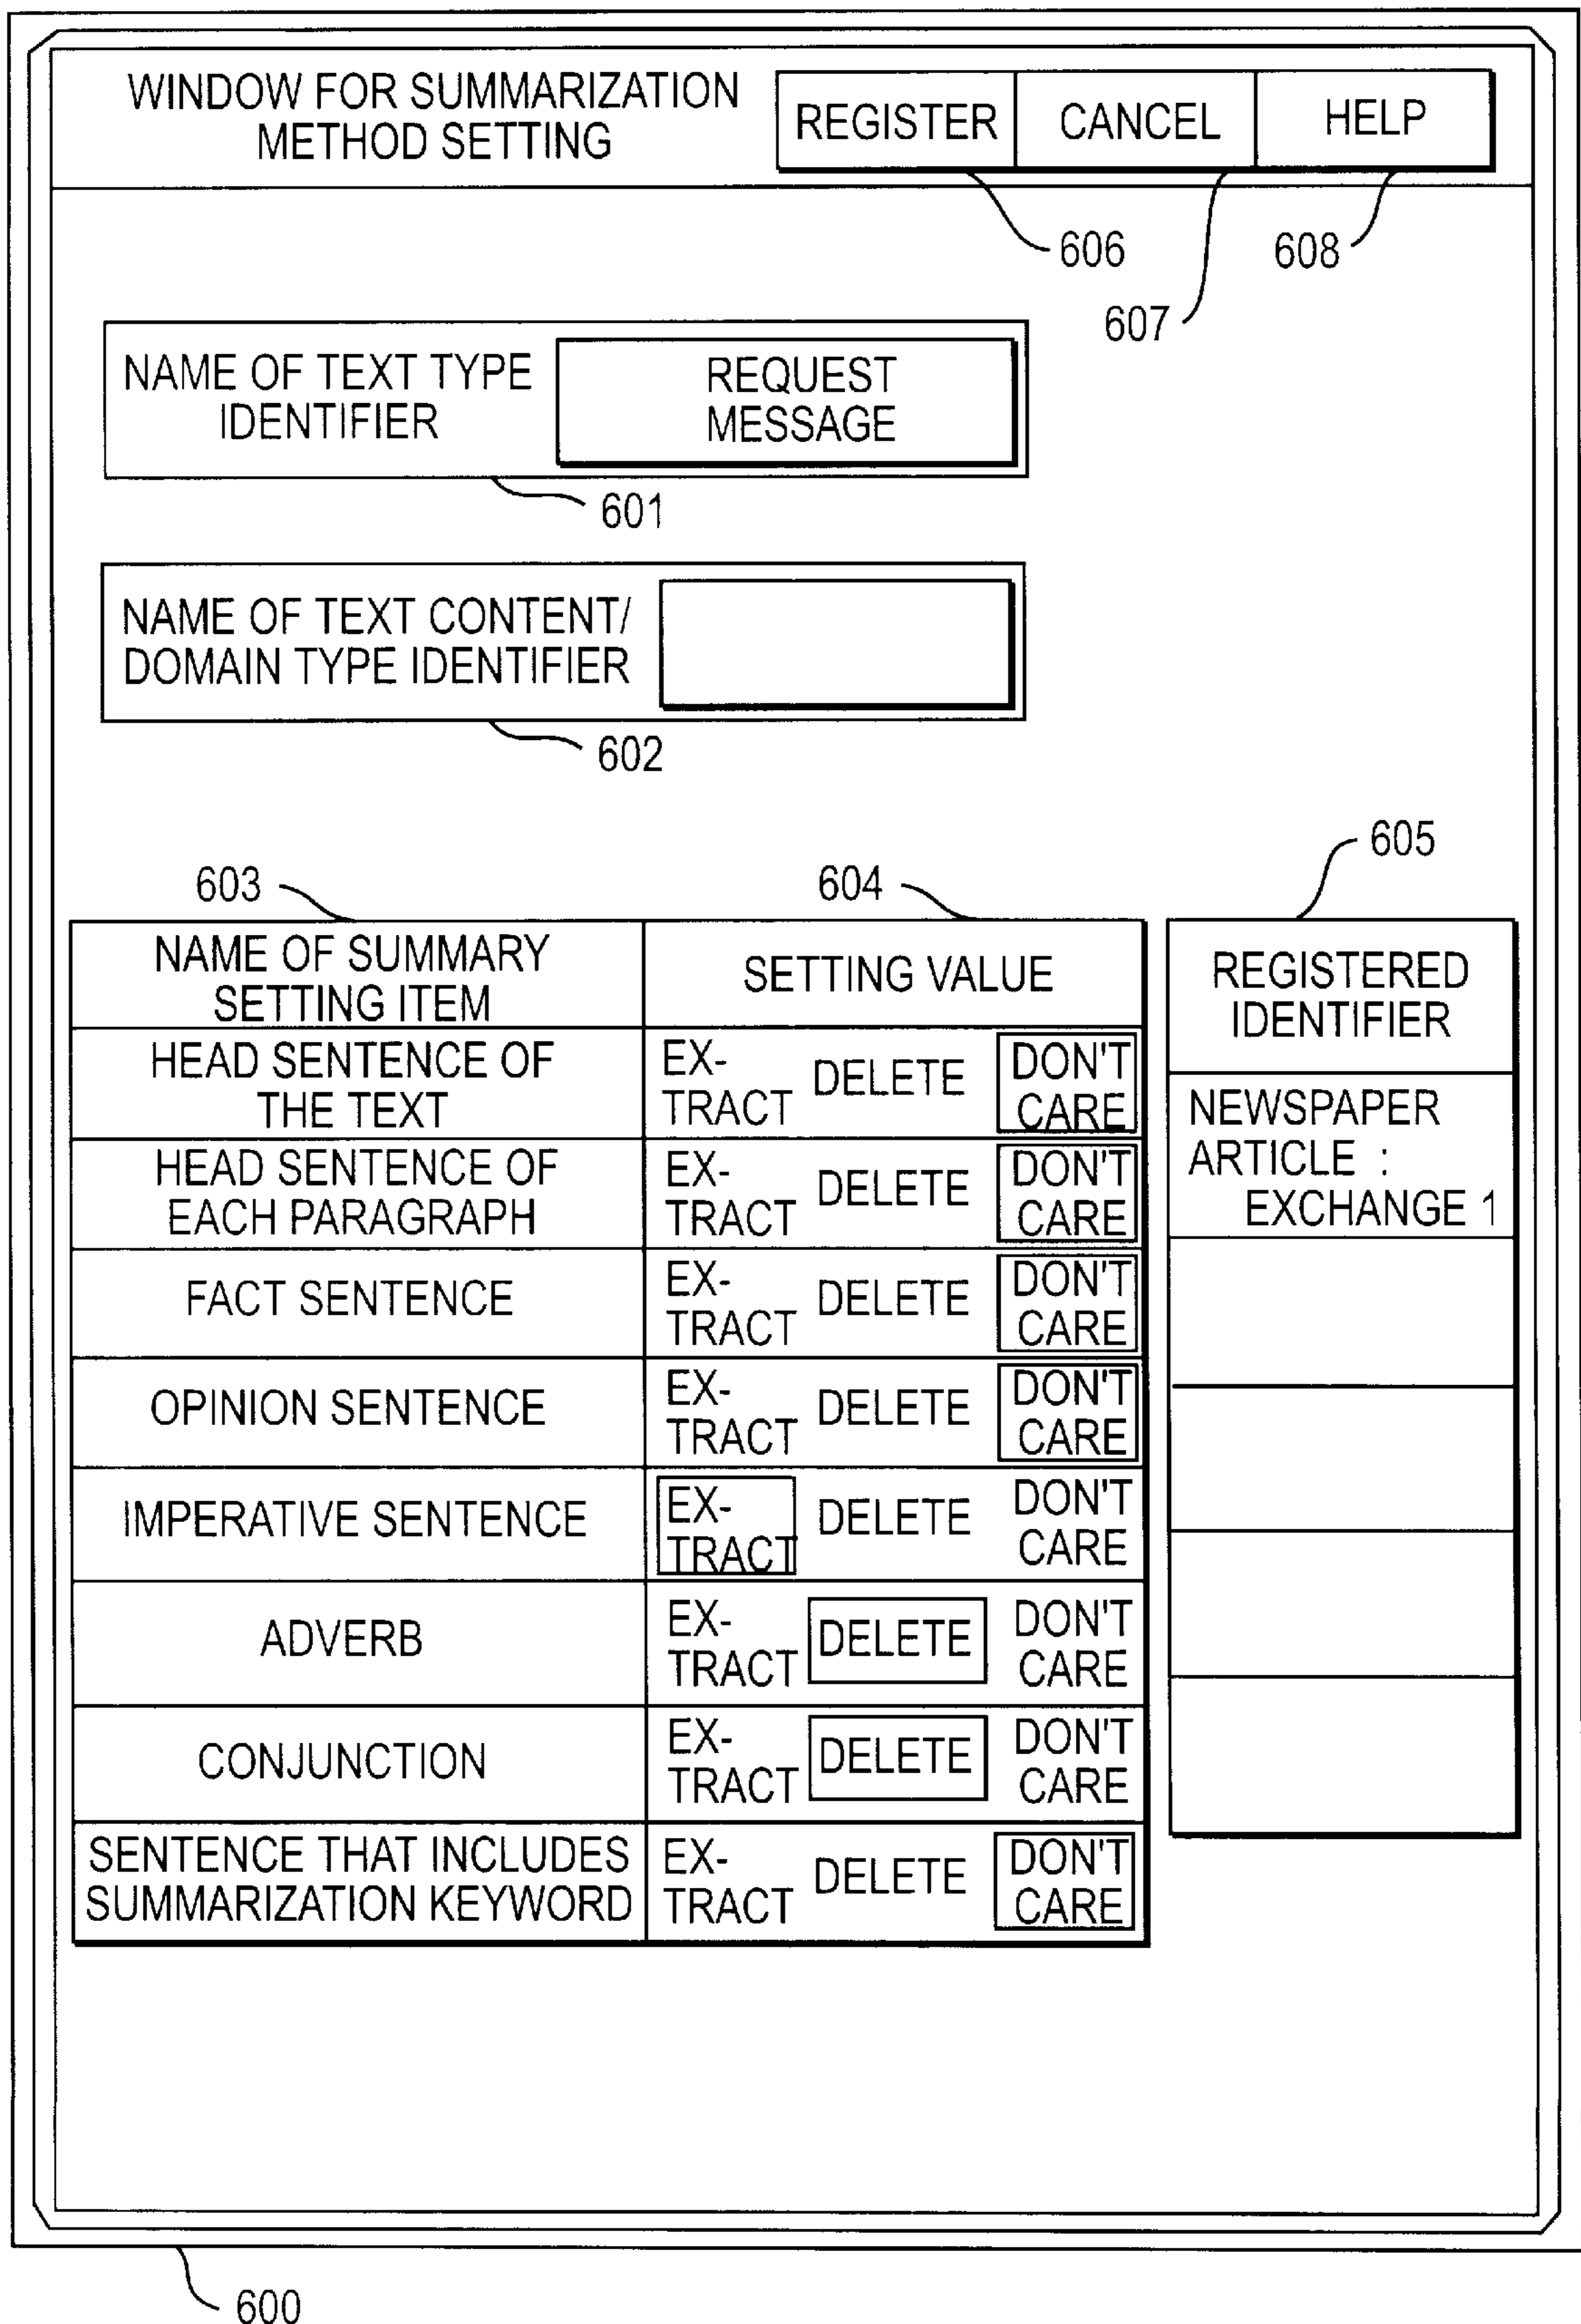 WINDOW FOR SUMMARIZATION
METHOD SETTING
REGISTER
CANCEL
HELP
606
607
608
NAME OF TEXT TYPE
IDENTIFIER
REQUEST
MESSAGE
601
NAME OF TEXT CONTENT/
DOMAIN TYPE IDENTIFIER
602
603
604
605
NAME OF SUMMARY
SETTING ITEM
SETTING VALUE
HEAD SENTENCE OF
THE TEXT
EX-
TRACT
DELETE
DON'T
CARE
HEAD SENTENCE OF
EACH PARAGRAPH
EX-
TRACT
DELETE
DON'T
CARE
FACT SENTENCE
EX-
TRACT
DELETE
DON'T
CARE
OPINION SENTENCE
EX-
TRACT
DELETE
DON'T
CARE
IMPERATIVE SENTENCE
EX-
TRACT
DELETE
DON'T
CARE
ADVERB
EX-
TRACT
DELETE
DON'T
CARE
CONJUNCTION
EX-
TRACT
DELETE
DON'T
CARE
SENTENCE THAT INCLUDES
SUMMARIZATION KEYWORD
EX-
TRACT
DELETE
DON'T
CARE
REGISTERED
IDENTIFIER
NEWSPAPER
ARTICLE :
EXCHANGE 1
600